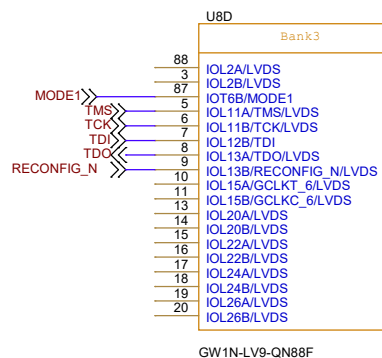 U8D
Bank3
88 IOL2A/LVDS
3 IOL2B/LVDS
MODE1 87 IOT6B/MODE1
TMS 5 IOL11A/TMS/LVDS
TCK 6 IOL11B/TCK/LVDS
TDI 7 IOL12B/TDI
TDO 8 IOL13A/TDO/LVDS
RECONFIG_N 9 IOL13B/RECONFIG_N/LVDS
10 IOL15A/GCLKT_6/LVDS
11 IOL15B/GCLKC_6/LVDS
13 IOL20A/LVDS
14 IOL20B/LVDS
15 IOL22A/LVDS
16 IOL22B/LVDS
17 IOL24A/LVDS
18 IOL24B/LVDS
19 IOL26A/LVDS
20 IOL26B/LVDS
GW1N-LV9-QN88F